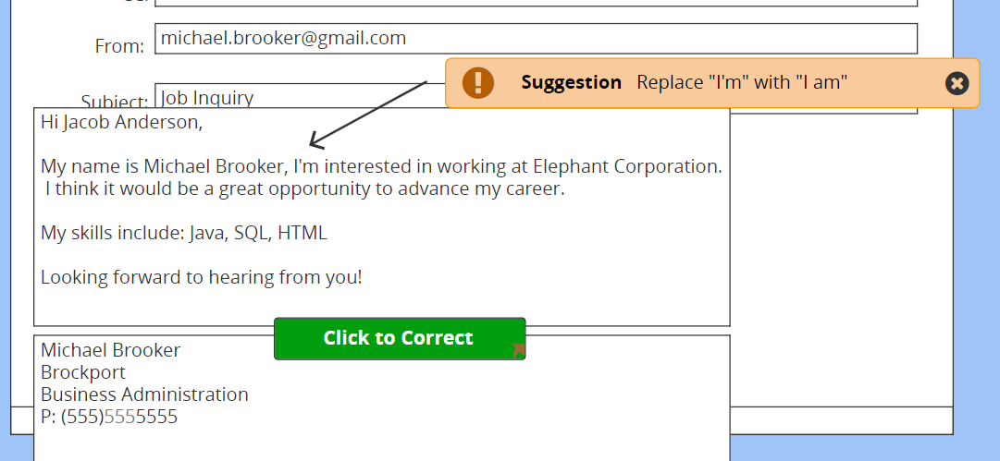 From:
michael.brooker@gmail.com
Suggestion Replace "I'm" with "I am"
Subject:
Job Inquiry
Hi Jacob Anderson,
My name is Michael Brooker, I'm interested in working at Elephant Corporation.
I think it would be a great opportunity to advance my career.
My skills include: Java, SQL, HTML
Looking forward to hearing from you!
Click to Correct
Michael Brooker
Brockport
Business Administration
P: (555)5555555